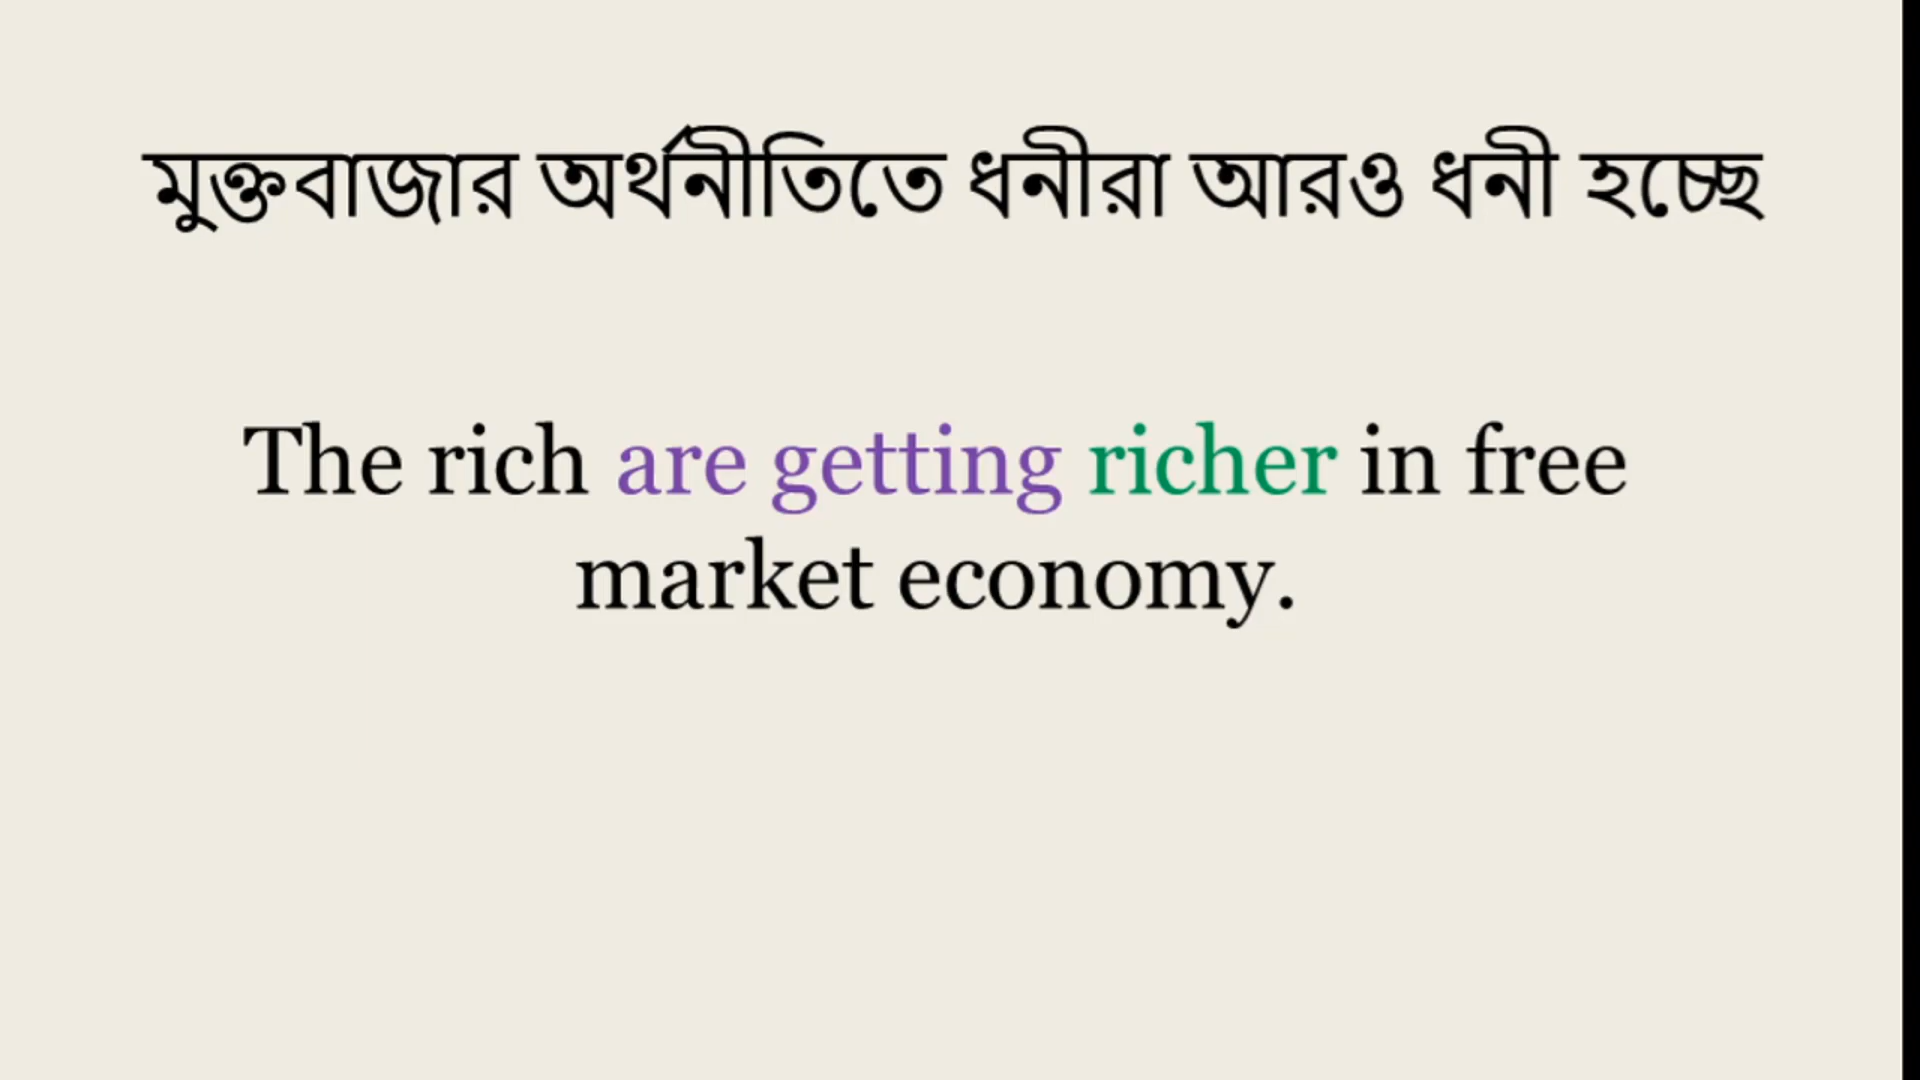 মুক্তবাজার অর্থনীতিতে ধনীরা আরও ধনী হচ্ছে
The rich are getting richer in free
market economy.